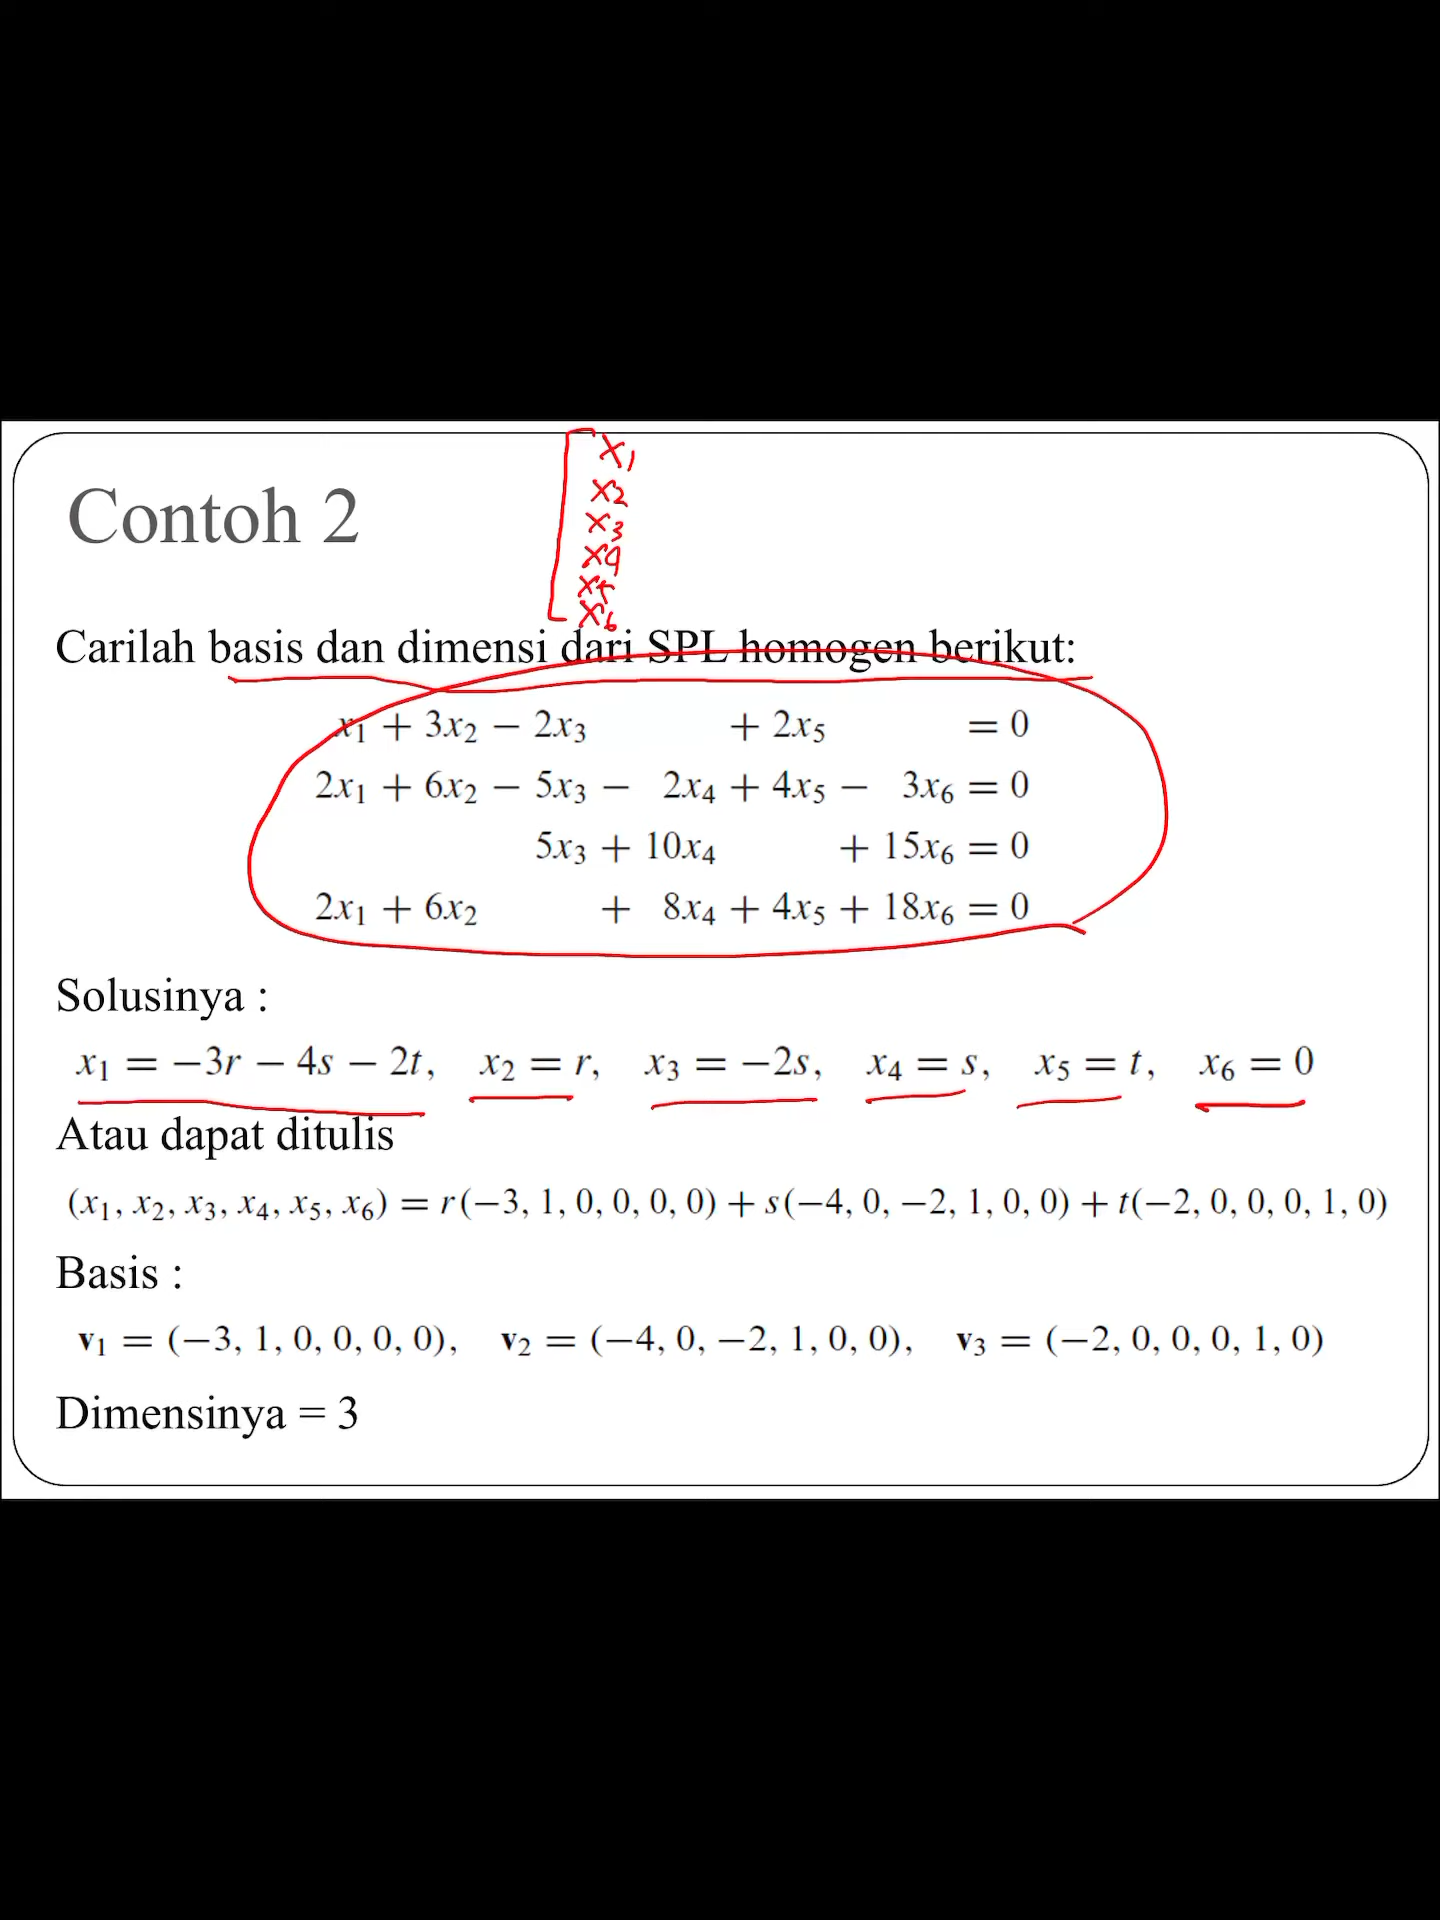 x1
x2
x3
x4
x5
x6
Contoh 2
Carilah basis dan dimensi dari SPL homogen berikut:
x₁ + 3x₂ − 2x₃ + 2x₅ = 0
2x₁ + 6x₂ − 5x₃ − 2x₄ + 4x₅ − 3x₆ = 0
5x₃ + 10x₄ + 15x₆ = 0
2x₁ + 6x₂ + 8x₄ + 4x₅ + 18x₆ = 0
Solusinya :
x₁ = −3r − 4s − 2t, x₂ = r, x₃ = −2s, x₄ = s, x₅ = t, x₆ = 0
Atau dapat ditulis
(x₁, x₂, x₃, x₄, x₅, x₆) = r(−3, 1, 0, 0, 0, 0) + s(−4, 0, −2, 1, 0, 0) + t(−2, 0, 0, 0, 1, 0)
Basis :
v₁ = (−3, 1, 0, 0, 0, 0), v₂ = (−4, 0, −2, 1, 0, 0), v₃ = (−2, 0, 0, 0, 1, 0)
Dimensinya = 3